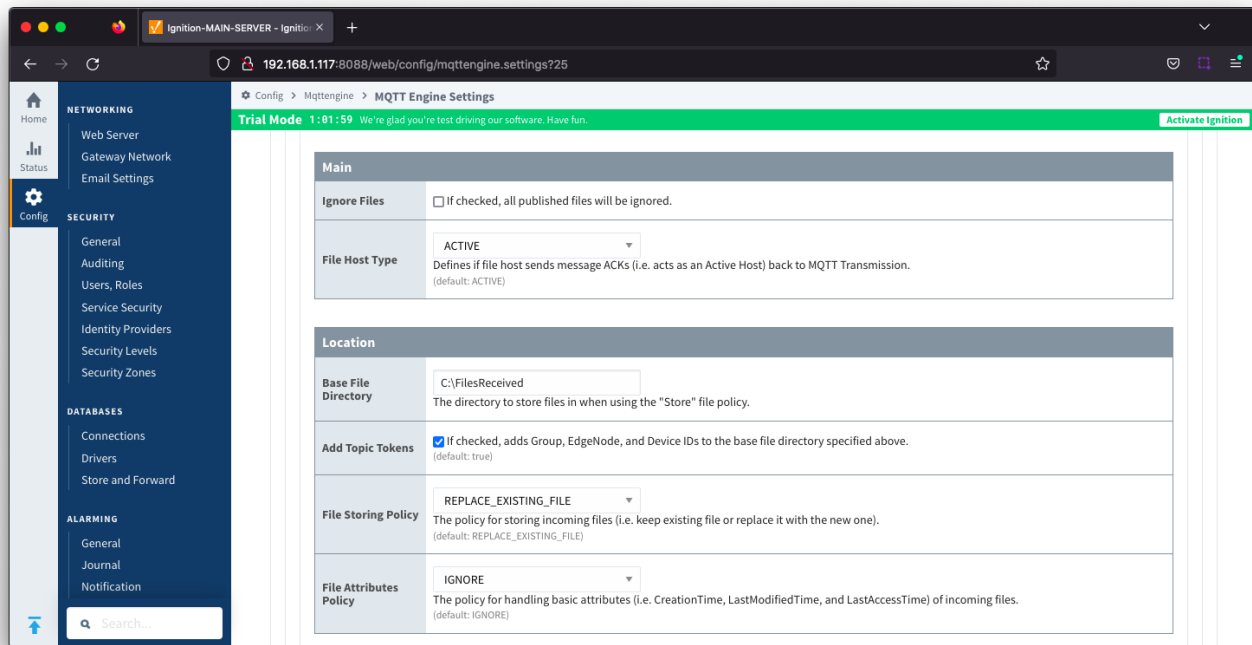 Ignition-MAIN-SERVER - Ignition
192.168.1.117:8088/web/config/mqttengine.settings?25
Config > Mqttengine > MQTT Engine Settings
Trial Mode 1:01:59 We're glad you're test driving our software. Have fun. Activate Ignition
Home
Status
Config
NETWORKING
Web Server
Gateway Network
Email Settings
SECURITY
General
Auditing
Users, Roles
Service Security
Identity Providers
Security Levels
Security Zones
DATABASES
Connections
Drivers
Store and Forward
ALARMING
General
Journal
Notification
Search...
Main
Ignore Files
If checked, all published files will be ignored.
File Host Type
ACTIVE
Defines if file host sends message ACKs (i.e. acts as an Active Host) back to MQTT Transmission.
(default: ACTIVE)
Location
Base File
Directory
C:\FilesReceived
The directory to store files in when using the "Store" file policy.
Add Topic Tokens
If checked, adds Group, EdgeNode, and Device IDs to the base file directory specified above.
(default: true)
File Storing Policy
REPLACE_EXISTING_FILE
The policy for storing incoming files (i.e. keep existing file or replace it with the new one).
(default: REPLACE_EXISTING_FILE)
File Attributes
Policy
IGNORE
The policy for handling basic attributes (i.e. CreationTime, LastModifiedTime, and LastAccessTime) of incoming files.
(default: IGNORE)